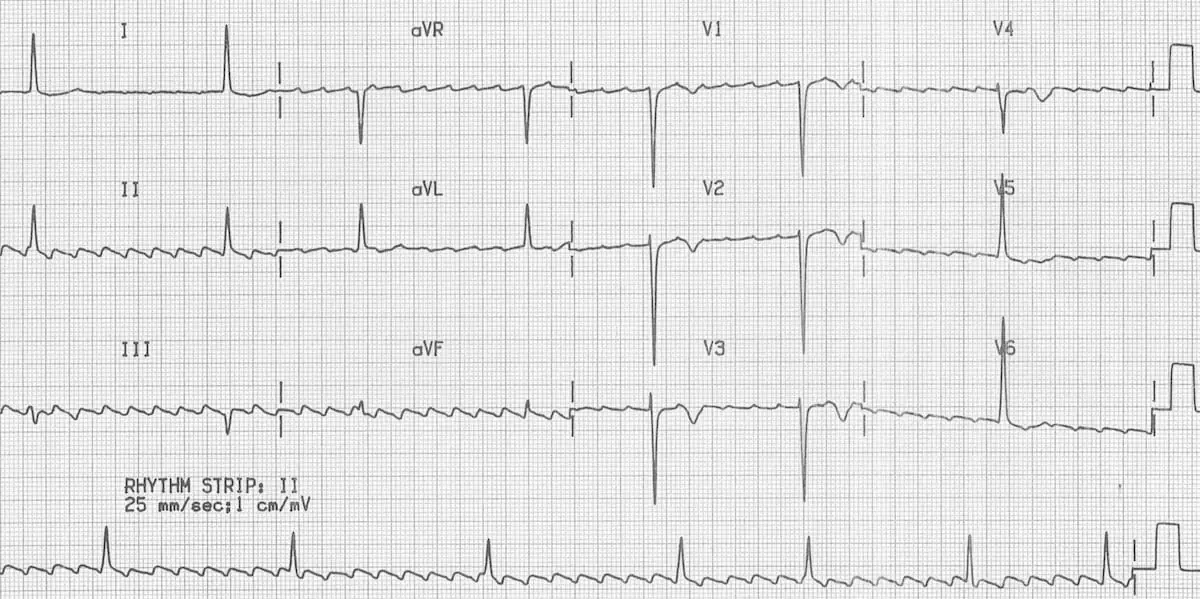 I aVR V1 V4
II aVL V2 V5
III aVF V3 V6
RHYTHM STRIP: II
25 mm/sec;1 cm/mV